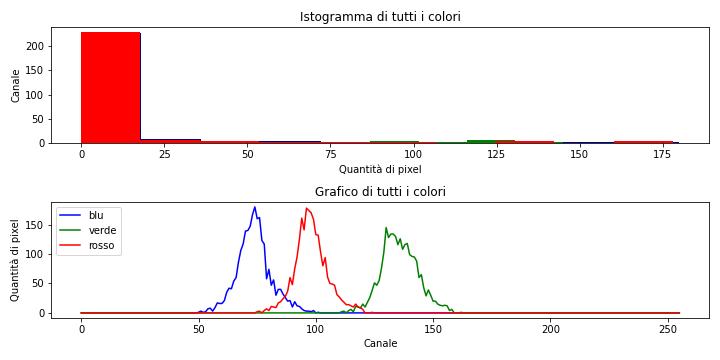 Istogramma di tutti i colori
Canale
200
150
100
50
0
0 25 50 75 100 125 150 175
Quantità di pixel
Grafico di tutti i colori
Quantità di pixel
150
100
50
0
blu
verde
rosso
0 50 100 150 200 250
Canale